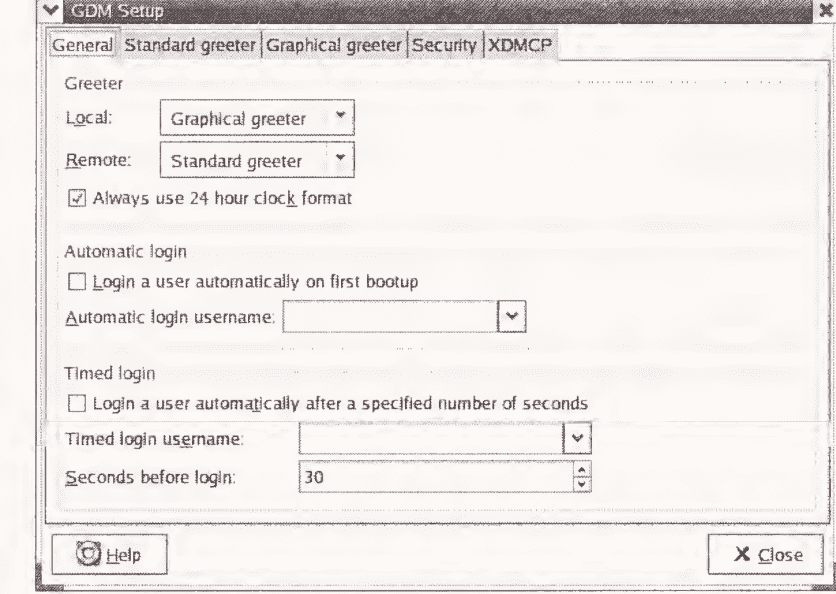 GDM Setup
General Standard greeter Graphical greeter Security XDMCP
Greeter
Local: Graphical greeter
Remote: Standard greeter
Always use 24 hour clock format
Automatic login
Login a user automatically on first bootup
Automatic login username:
Timed login
Login a user automatically after a specified number of seconds
Timed login username:
Seconds before login: 30
Help X Close